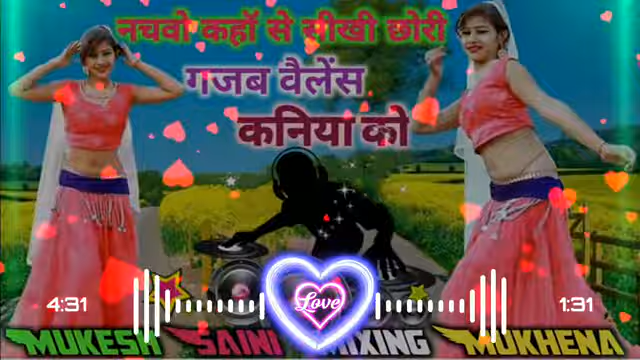 नचवो कहाॅ से सीखी छोरी
गजब वैलेंस
कनिया को
Love
4:31
1:31
MUKESH SAINI MIXING MUKHENA